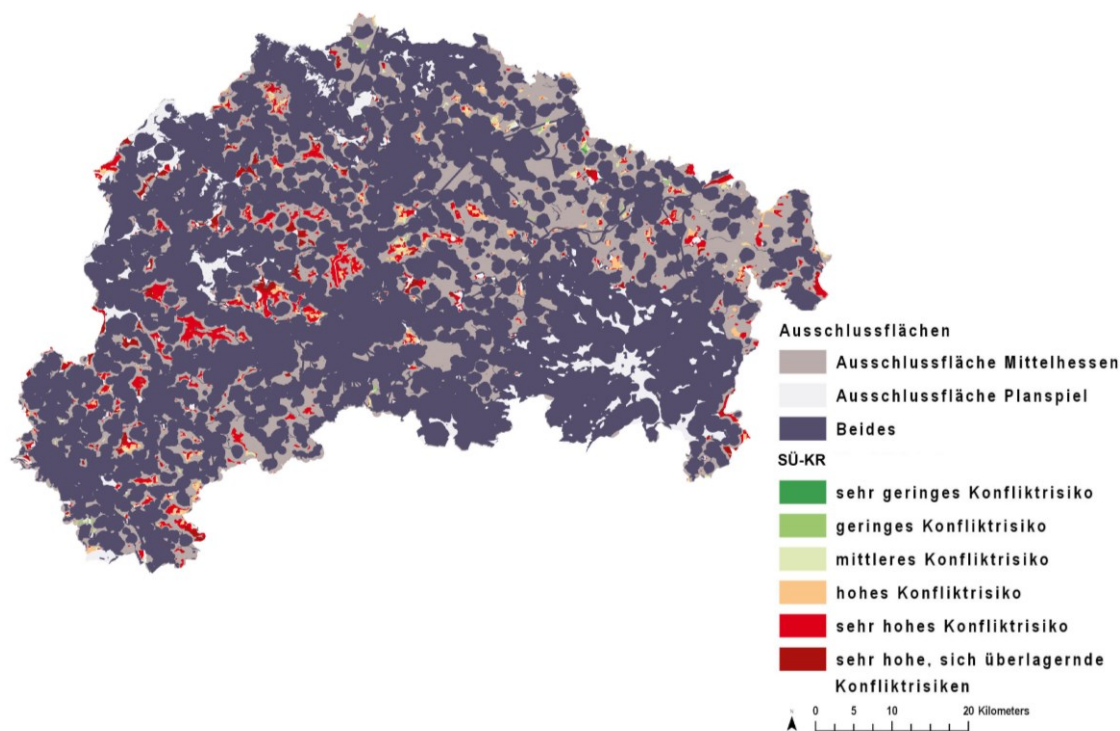 Ausschlussflächen
Ausschlussfläche Mittelhessen
Ausschlussfläche Planspiel
Beides
SÜ-KR
sehr geringes Konfliktrisiko
geringes Konfliktrisiko
mittleres Konfliktrisiko
hohes Konfliktrisiko
sehr hohes Konfliktrisiko
sehr hohe, sich überlagernde
Konfliktrisiken
N
0 5 10 20 Kilometers